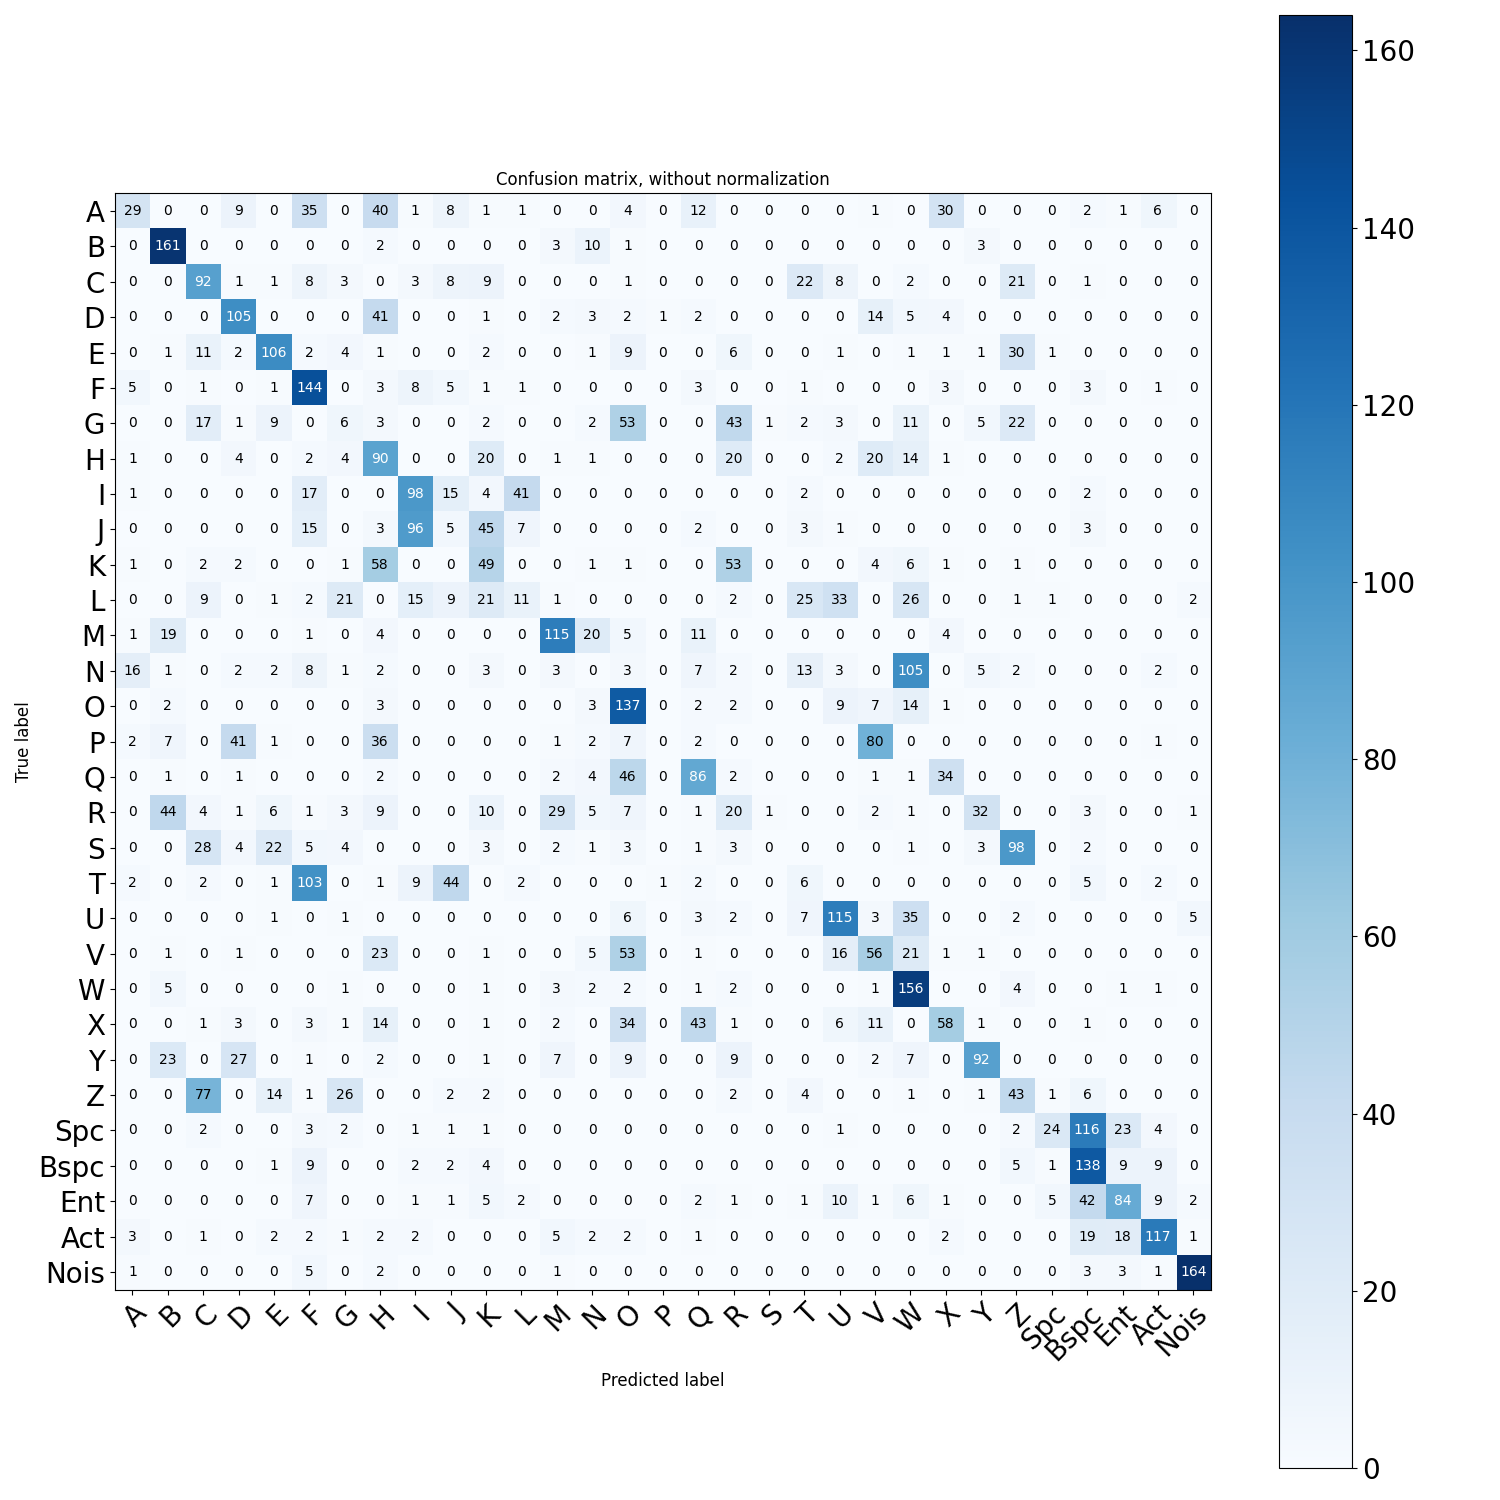 Confusion matrix, without normalization
A 29 0 0 9 0 35 0 40 1 8 1 1 0 0 4 0 12 0 0 0 0 1 0 30 0 0 0 2 1 6 0
B 0 161 0 0 0 0 0 2 0 0 0 0 3 10 1 0 0 0 0 0 0 0 0 0 3 0 0 0 0 0 0
C 0 0 92 1 1 8 3 0 3 8 9 0 0 0 1 0 0 0 0 22 8 0 2 0 0 21 0 1 0 0 0
D 0 0 0 105 0 0 0 41 0 0 1 0 2 3 2 1 2 0 0 0 0 14 5 4 0 0 0 0 0 0 0
E 0 1 11 2 106 2 4 1 0 0 2 0 0 1 9 0 0 6 0 0 1 0 1 1 1 30 1 0 0 0 0
F 5 0 1 0 1 144 0 3 8 5 1 1 0 0 0 0 3 0 0 1 0 0 0 3 0 0 0 3 0 1 0
G 0 0 17 1 9 0 6 3 0 0 2 0 0 2 53 0 0 43 1 2 3 0 11 0 5 22 0 0 0 0 0
H 1 0 0 4 0 2 4 90 0 0 20 0 1 1 0 0 0 20 0 0 2 20 14 1 0 0 0 0 0 0 0
I 1 0 0 0 0 17 0 0 98 15 4 41 0 0 0 0 0 0 0 2 0 0 0 0 0 0 0 2 0 0 0
J 0 0 0 0 0 15 0 3 96 5 45 7 0 0 0 0 2 0 0 3 1 0 0 0 0 0 0 3 0 0 0
K 1 0 2 2 0 0 1 58 0 0 49 0 0 1 1 0 0 53 0 0 0 4 6 1 0 1 0 0 0 0 0
L 0 0 9 0 1 2 21 0 15 9 21 11 1 0 0 0 0 2 0 25 33 0 26 0 0 1 1 0 0 0 2
M 1 19 0 0 0 1 0 4 0 0 0 0 115 20 5 0 11 0 0 0 0 0 0 4 0 0 0 0 0 0 0
N 16 1 0 2 2 8 1 2 0 0 3 0 3 0 3 0 7 2 0 13 3 0 105 0 5 2 0 0 0 2 0
O 0 2 0 0 0 0 0 3 0 0 0 0 0 3 137 0 2 2 0 0 9 7 14 1 0 0 0 0 0 0 0
P 2 7 0 41 1 0 0 36 0 0 0 0 1 2 7 0 2 0 0 0 0 80 0 0 0 0 0 0 0 1 0
Q 0 1 0 1 0 0 0 2 0 0 0 0 2 4 46 0 86 2 0 0 0 1 1 34 0 0 0 0 0 0 0
R 0 44 4 1 6 1 3 9 0 0 10 0 29 5 7 0 1 20 1 0 0 2 1 0 32 0 0 3 0 0 1
S 0 0 28 4 22 5 4 0 0 0 3 0 2 1 3 0 1 3 0 0 0 0 1 0 3 98 0 2 0 0 0
T 2 0 2 0 1 103 0 1 9 44 0 2 0 0 0 1 2 0 0 6 0 0 0 0 0 0 0 5 0 2 0
U 0 0 0 0 1 0 1 0 0 0 0 0 0 0 6 0 3 2 0 7 115 3 35 0 0 2 0 0 0 0 5
V 0 1 0 1 0 0 0 23 0 0 1 0 0 5 53 0 1 0 0 0 16 56 21 1 1 0 0 0 0 0 0
W 0 5 0 0 0 0 1 0 0 0 1 0 3 2 2 0 1 2 0 0 0 1 156 0 0 4 0 0 1 1 0
X 0 0 1 3 0 3 1 14 0 0 1 0 2 0 34 0 43 1 0 0 6 11 0 58 1 0 0 1 0 0 0
Y 0 23 0 27 0 1 0 2 0 0 1 0 7 0 9 0 0 9 0 0 0 2 7 0 92 0 0 0 0 0 0
Z 0 0 77 0 14 1 26 0 0 2 2 0 0 0 0 0 0 2 0 4 0 0 1 0 1 43 1 6 0 0 0
Spc 0 0 2 0 0 3 2 0 1 1 1 0 0 0 0 0 0 0 0 0 1 0 0 0 0 2 24 116 23 4 0
Bspc 0 0 0 0 1 9 0 0 2 2 4 0 0 0 0 0 0 0 0 0 0 0 0 0 0 5 1 138 9 9 0
Ent 0 0 0 0 0 7 0 0 1 1 5 2 0 0 0 0 2 1 0 1 10 1 6 1 0 0 5 42 84 9 2
Act 3 0 1 0 2 2 1 2 2 0 0 0 5 2 2 0 1 0 0 0 0 0 0 2 0 0 0 19 18 117 1
Nois 1 0 0 0 0 5 0 2 0 0 0 0 1 0 0 0 0 0 0 0 0 0 0 0 0 0 0 3 3 1 164
A B C D E F G H I J K L M N O P Q R S T U V W X Y Z Spc Bspc Ent Act Nois
True label
Predicted label
160
140
120
100
80
60
40
20
0